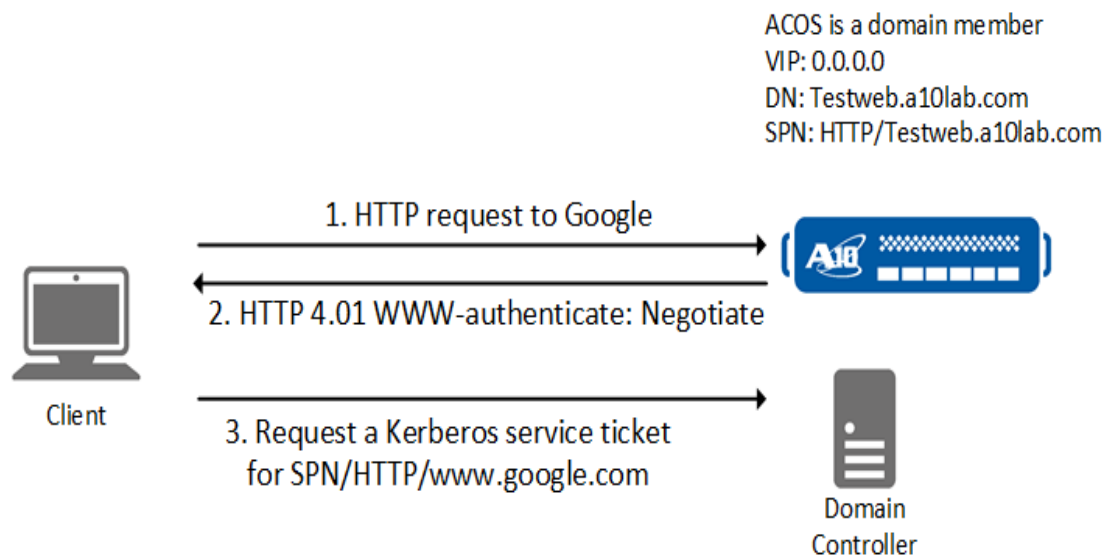 ACOS is a domain member
VIP: 0.0.0.0
DN: Testweb.a10lab.com
SPN: HTTP/Testweb.a10lab.com
1. HTTP request to Google
A10
2. HTTP 4.01 WWW-authenticate: Negotiate
Client
3. Request a Kerberos service ticket
for SPN/HTTP/www.google.com
Domain
Controller